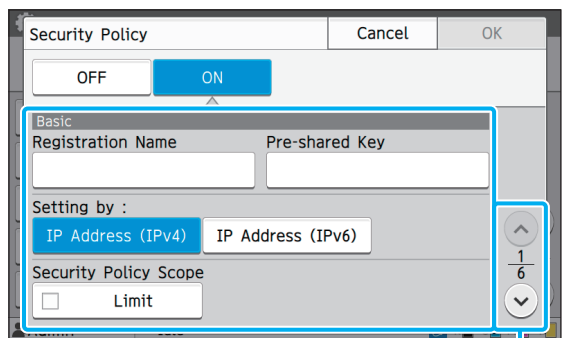 Security Policy
Cancel
OK
OFF
ON
Basic
Registration Name
Pre-shared Key
Setting by :
IP Address (IPv4)
IP Address (IPv6)
Security Policy Scope
Limit
1
6